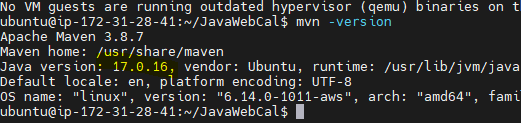 No VM guests are running outdated hypervisor (qemu) binaries on t
ubuntu@ip-172-31-28-41:~/JavaWebCal$ mvn -version
Apache Maven 3.8.7
Maven home: /usr/share/maven
Java version: 17.0.16, vendor: Ubuntu, runtime: /usr/lib/jvm/java
Default locale: en, platform encoding: UTF-8
OS name: "linux", version: "6.14.0-1011-aws", arch: "amd64", fami
ubuntu@ip-172-31-28-41:~/JavaWebCal$